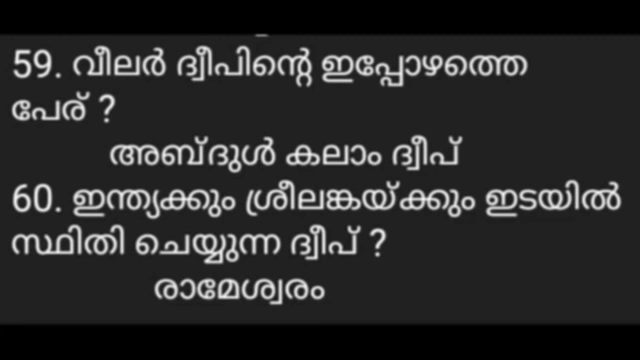 59. വീലർ ദ്വീപിന്റെ ഇപ്പോഴത്തെ
പേര് ?
അബ്ദുൾ കലാം ദ്വീപ്
60. ഇന്ത്യക്കും ശ്രീലങ്കയ്ക്കും ഇടയിൽ
സ്ഥിതി ചെയ്യുന്ന ദ്വീപ് ?
രാമേശ്വരം